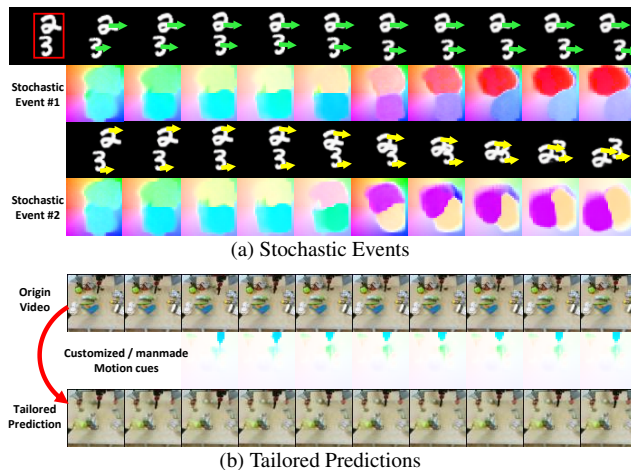 Stochastic
Event #1
Stochastic
Event #2
(a) Stochastic Events
Origin
Video
Customized / manmade
Motion cues
Tailored
Prediction
(b) Tailored Predictions